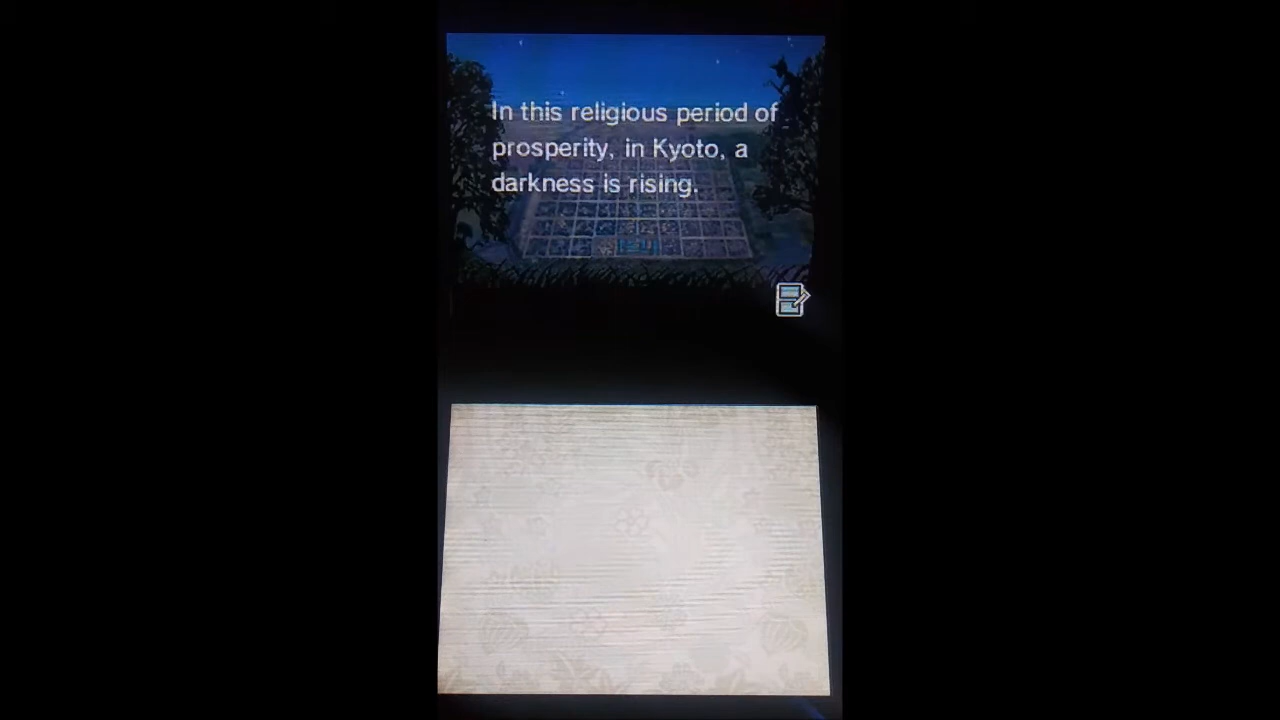 In this religious period of
prosperity, in Kyoto, a
darkness is rising.